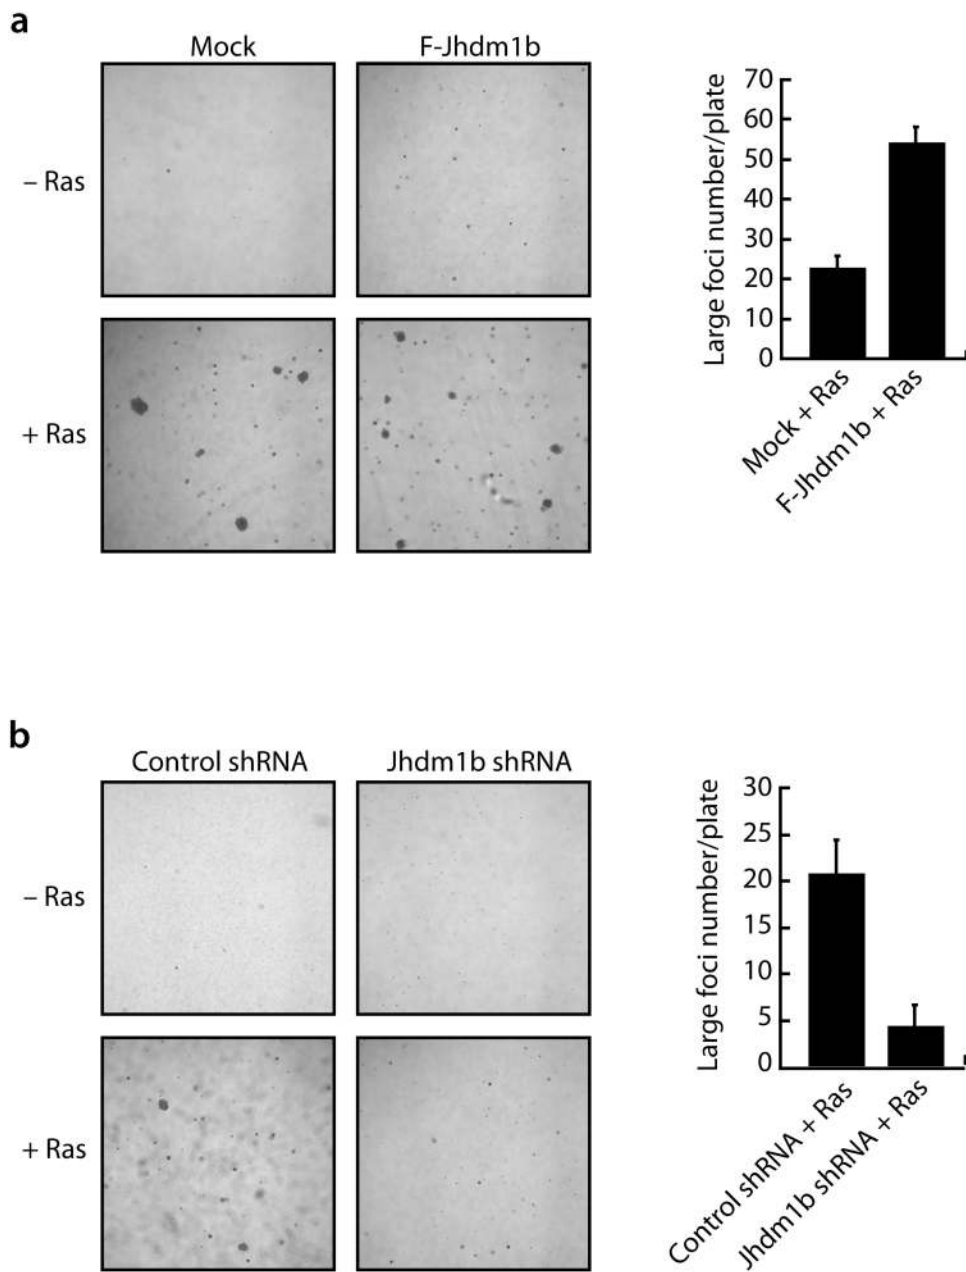 a
Mock
F-Jhdm1b
– Ras
+ Ras
Large foci number/plate
70
60
50
40
30
20
10
0
Mock + Ras
F-Jhdm1b + Ras
b
Control shRNA
Jhdm1b shRNA
– Ras
+ Ras
Large foci number/plate
30
25
20
15
10
5
0
Control shRNA + Ras
Jhdm1b shRNA + Ras